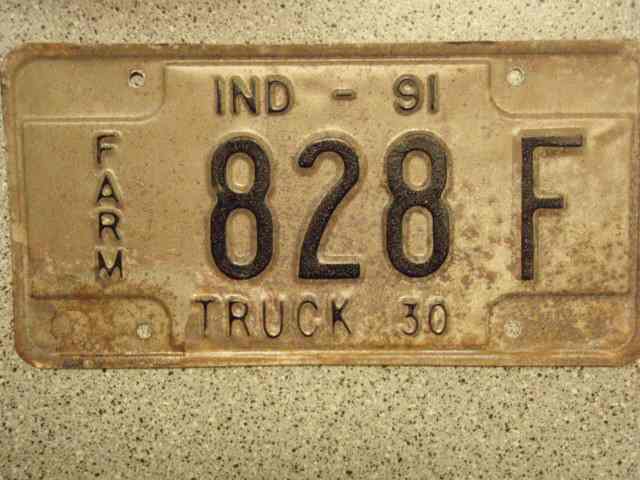 IND - 91
FARM
828 F
TRUCK 30